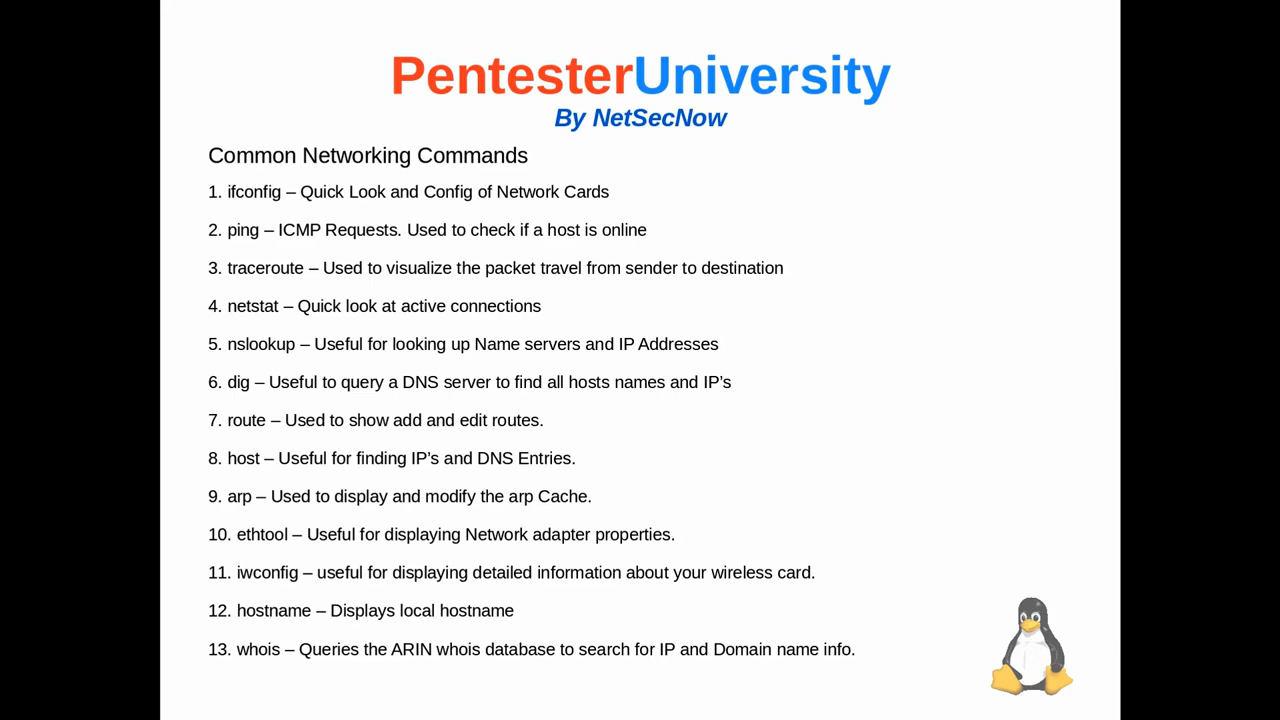 PentesterUniversity
By NetSecNow
Common Networking Commands
1. ifconfig – Quick Look and Config of Network Cards
2. ping – ICMP Requests. Used to check if a host is online
3. traceroute – Used to visualize the packet travel from sender to destination
4. netstat – Quick look at active connections
5. nslookup – Useful for looking up Name servers and IP Addresses
6. dig – Useful to query a DNS server to find all hosts names and IP’s
7. route – Used to show add and edit routes.
8. host – Useful for finding IP’s and DNS Entries.
9. arp – Used to display and modify the arp Cache.
10. ethtool – Useful for displaying Network adapter properties.
11. iwconfig – useful for displaying detailed information about your wireless card.
12. hostname – Displays local hostname
13. whois – Queries the ARIN whois database to search for IP and Domain name info.